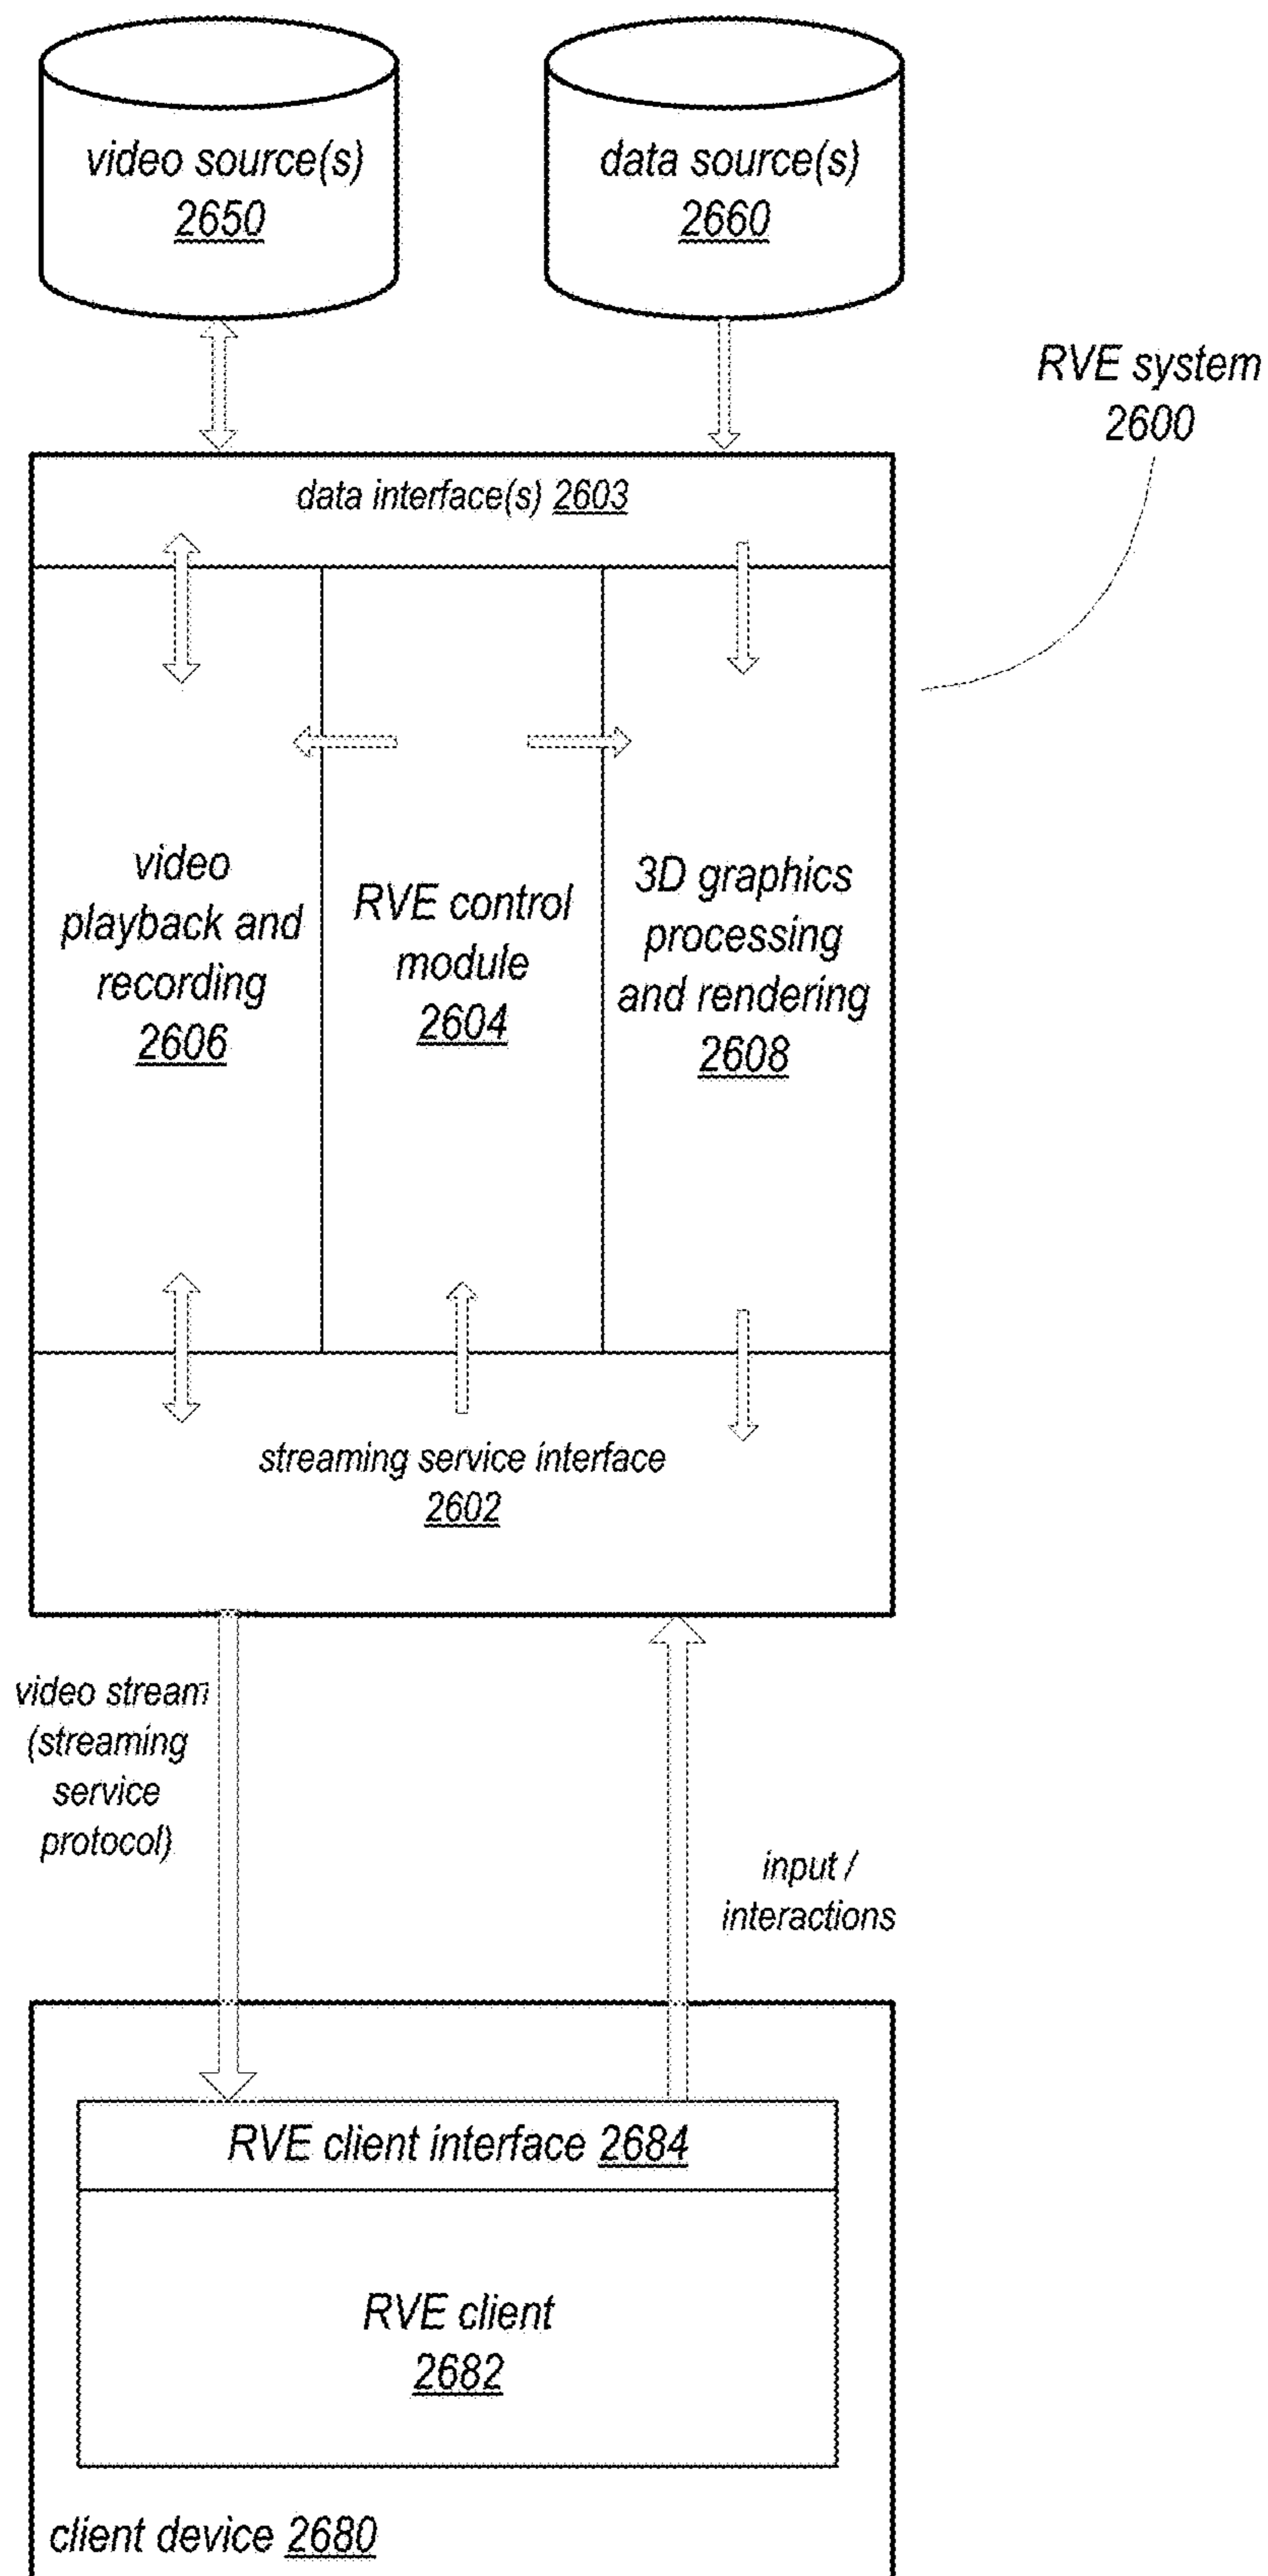 video source(s)
2650
data source(s)
2660
RVE system
2600
data interface(s) 2603
video
playback and
recording
2606
RVE control
module
2604
3D graphics
processing
and rendering
2608
streaming service interface
2602
video stream
(streaming
service
protocol)
input /
interactions
RVE client interface 2684
RVE client
2682
client device 2680